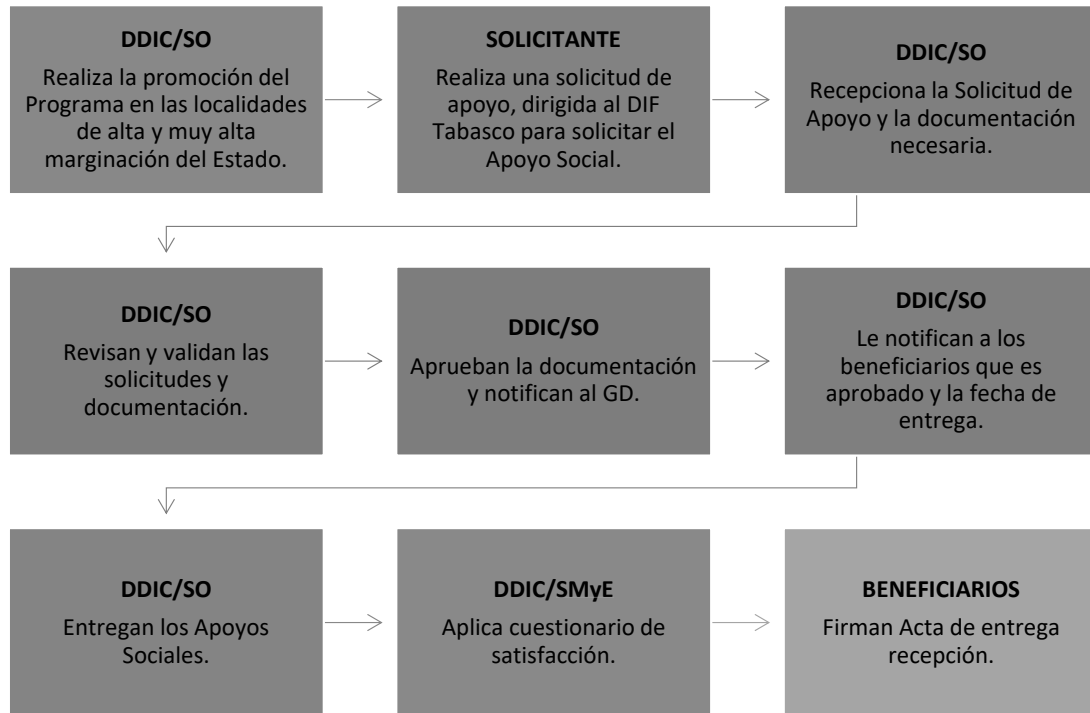 DDIC/SO
Realiza la promoción del
Programa en las localidades
de alta y muy alta
marginación del Estado.
SOLICITANTE
Realiza una solicitud de
apoyo, dirigida al DIF
Tabasco para solicitar el
Apoyo Social.
DDIC/SO
Recepciona la Solicitud de
Apoyo y la documentación
necesaria.
DDIC/SO
Revisan y validan las
solicitudes y
documentación.
DDIC/SO
Aprueban la documentación
y notifican al GD.
DDIC/SO
Le notifican a los
beneficiarios que es
aprobado y la fecha de
entrega.
DDIC/SO
Entregan los Apoyos
Sociales.
DDIC/SMyE
Aplica cuestionario de
satisfacción.
BENEFICIARIOS
Firman Acta de entrega
recepción.